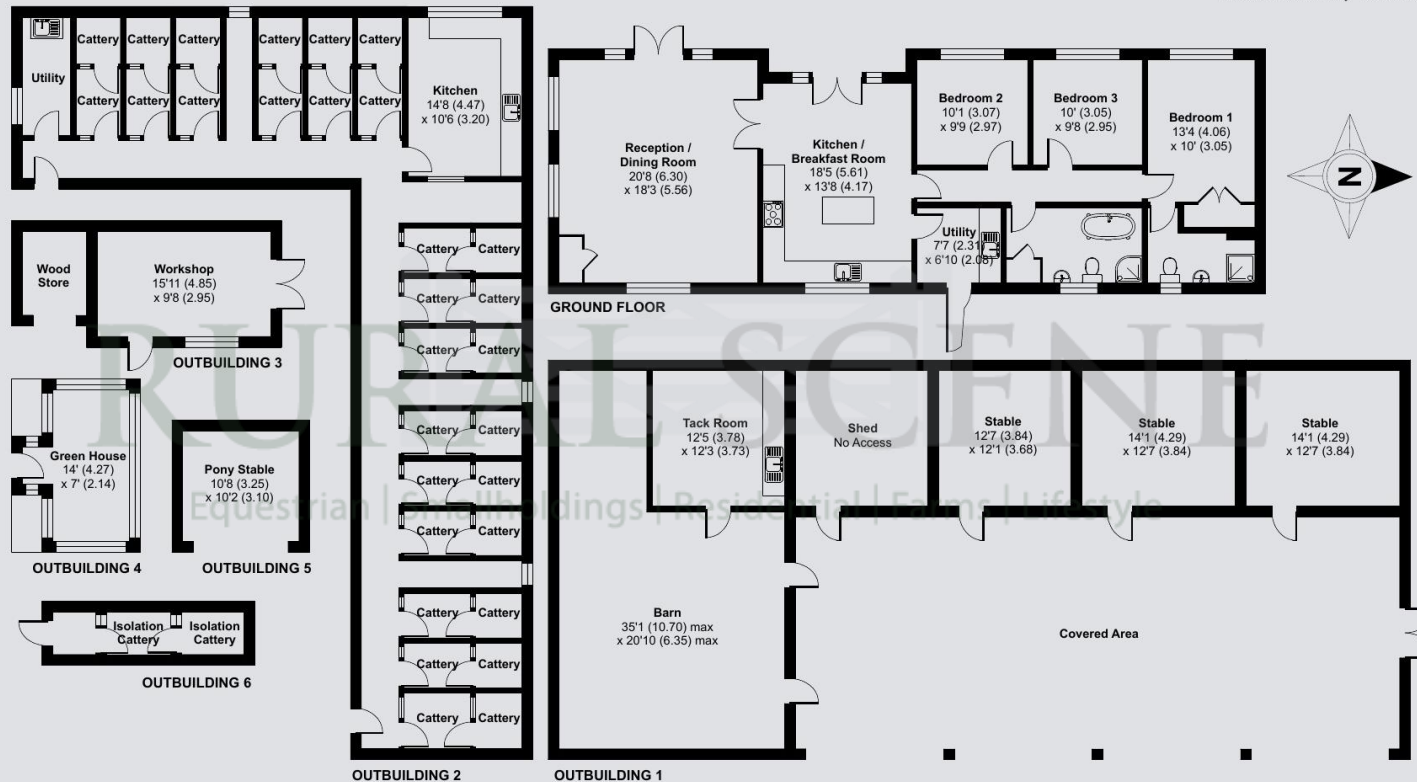 Utility
Cattery Cattery Cattery Cattery Cattery Cattery
Cattery Cattery Cattery Cattery Cattery Cattery
Kitchen
14'8 (4.47)
x 10'6 (3.20)
Cattery Cattery
Cattery Cattery
Cattery Cattery
Cattery Cattery
Cattery Cattery
Cattery Cattery
Cattery Cattery
Cattery Cattery
Cattery Cattery
OUTBUILDING 2
Wood
Store
Workshop
15'11 (4.85)
x 9'8 (2.95)
OUTBUILDING 3
Green House
14' (4.27)
x 7' (2.14)
OUTBUILDING 4
Pony Stable
10'8 (3.25)
x 10'2 (3.10)
OUTBUILDING 5
Isolation
Cattery
Isolation
Cattery
OUTBUILDING 6
Reception /
Dining Room
20'8 (6.30)
x 18'3 (5.56)
Kitchen /
Breakfast Room
18'5 (5.61)
x 13'8 (4.17)
Bedroom 2
10'1 (3.07)
x 9'9 (2.97)
Bedroom 3
10' (3.05)
x 9'8 (2.95)
Bedroom 1
13'4 (4.06)
x 10' (3.05)
Utility
7'7 (2.31)
x 6'10 (2.08)
GROUND FLOOR
N
RURAL SCENE
Equestrian | Smallholdings | Residential | Farms | Lifestyle
Tack Room
12'5 (3.78)
x 12'3 (3.73)
Shed
No Access
Stable
12'7 (3.84)
x 12'1 (3.68)
Stable
14'1 (4.29)
x 12'7 (3.84)
Stable
14'1 (4.29)
x 12'7 (3.84)
Barn
35'1 (10.70) max
x 20'10 (6.35) max
Covered Area
OUTBUILDING 1